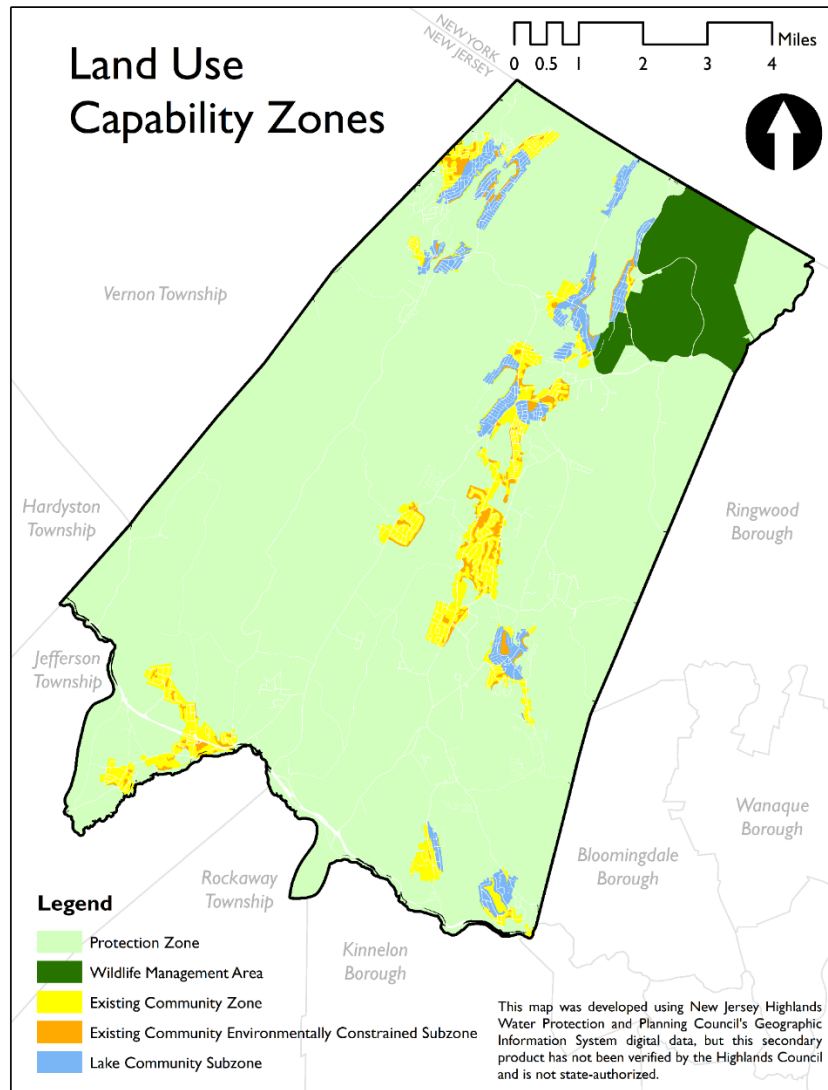 Land Use
Capability Zones
NEW YORK
NEW JERSEY
Miles
0 0.5 1 2 3 4
Vernon Township
Hardyston
Township
Ringwood
Borough
Jefferson
Township
Wanaque
Borough
Bloomingdale
Borough
Rockaway
Township
Kinnelon
Borough
Legend
Protection Zone
Wildlife Management Area
Existing Community Zone
Existing Community Environmentally Constrained Subzone
Lake Community Subzone
This map was developed using New Jersey Highlands
Water Protection and Planning Council's Geographic
Information System digital data, but this secondary
product has not been verified by the Highlands Council
and is not state-authorized.